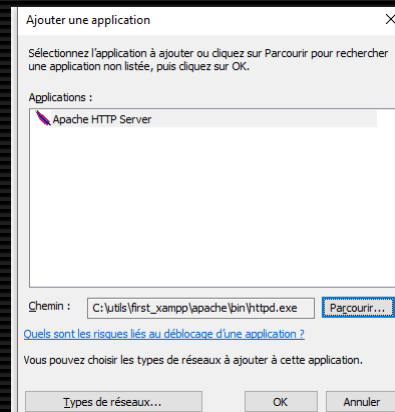 Ajouter une application
Sélectionnez l'application à ajouter ou cliquez sur Parcourir pour rechercher
une application non listée, puis cliquez sur OK.
Applications :
Apache HTTP Server
Chemin : C:\utils\first_xampp\apache\bin\httpd.exe Parcourir...
Quels sont les risques liés au déblocage d'une application ?
Vous pouvez choisir les types de réseaux à ajouter à cette application.
Types de réseaux... OK Annuler